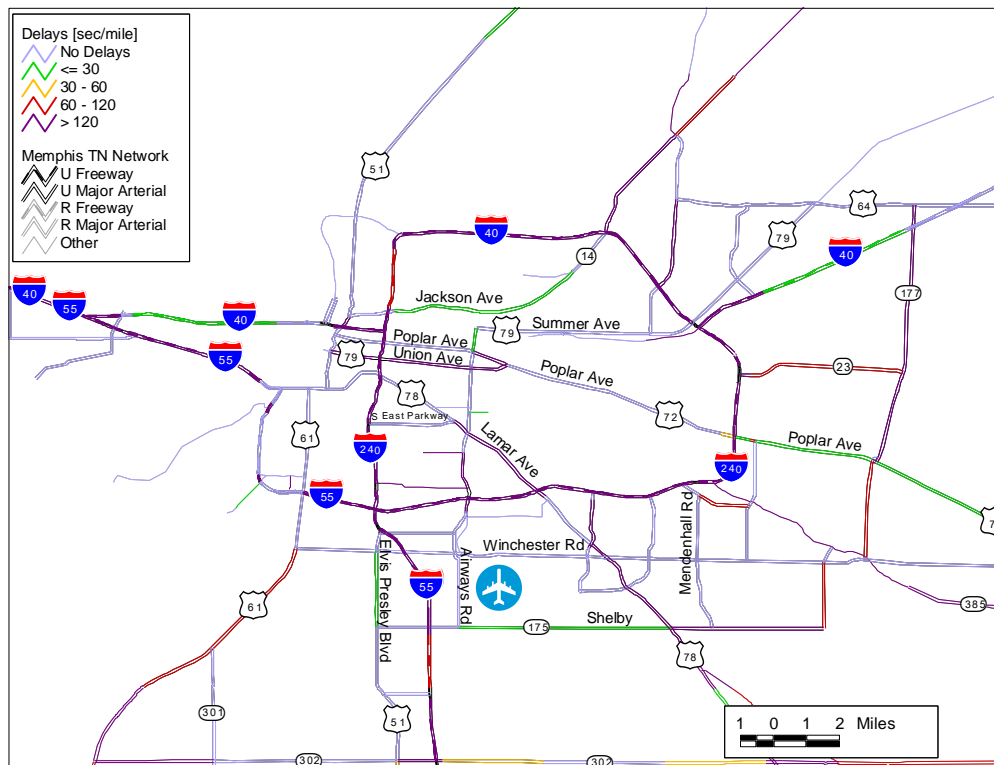 Delays [sec/mile]
No Delays
<= 30
30 - 60
60 - 120
> 120
Memphis TN Network
U Freeway
U Major Arterial
R Freeway
R Major Arterial
Other
51
64
40
79
14
40
40
55
177
Jackson Ave
40
Summer Ave
79
Poplar Ave
79
Union Ave
55
Poplar Ave
23
78
S East Parkway
72
61
Lamar Ave
Poplar Ave
240
240
55
Mendenhall Rd
7
Winchester Rd
Elvis Presley Blvd
Airways Rd
55
61
385
175
Shelby
78
301
51
1 0 1 2 Miles
302
302